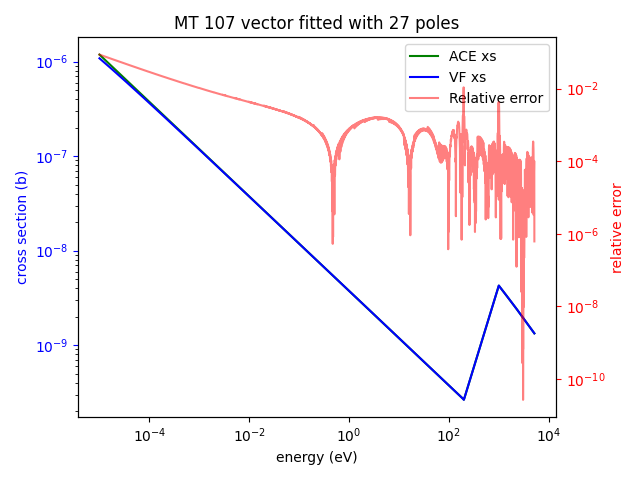 MT 107 vector fitted with 27 poles
ACE xs
VF xs
Relative error
cross section (b)
10⁻⁶
10⁻⁷
10⁻⁸
10⁻⁹
10⁻²
10⁻⁴
10⁻⁶
10⁻⁸
10⁻¹⁰
relative error
10⁻⁴
10⁻²
10⁰
10²
10⁴
energy (eV)